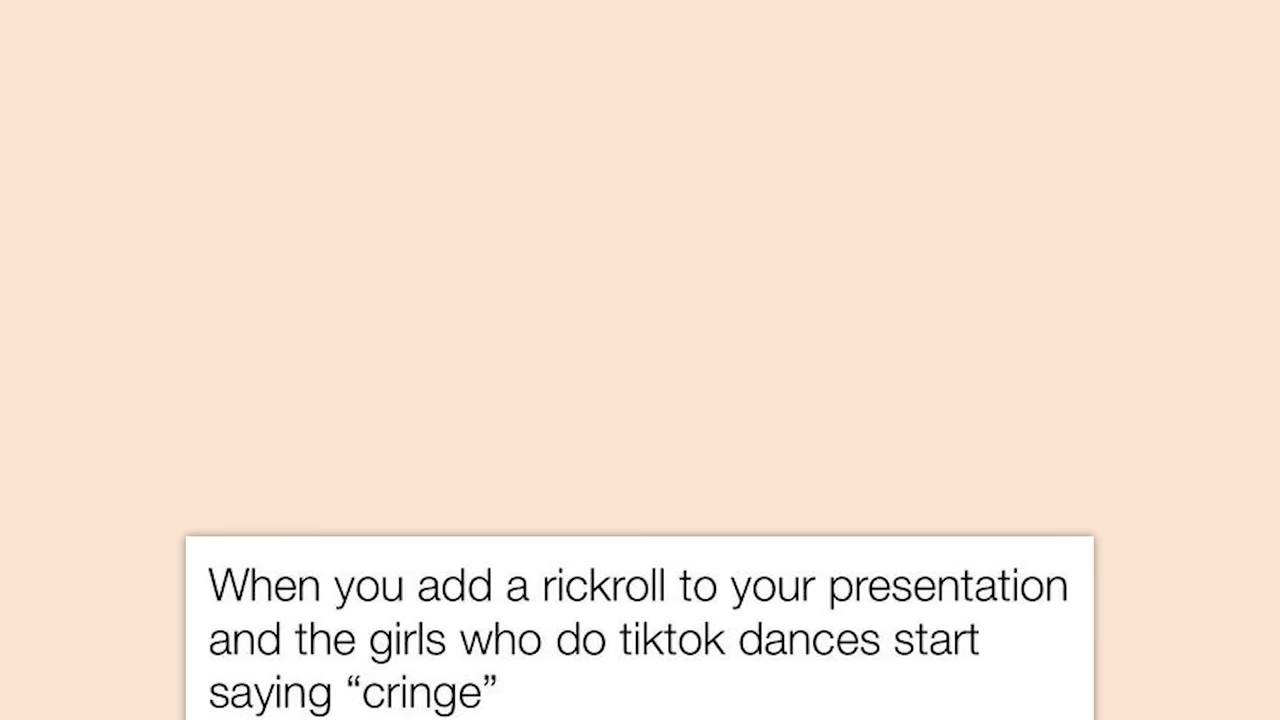 When you add a rickroll to your presentation
and the girls who do tiktok dances start
saying “cringe”